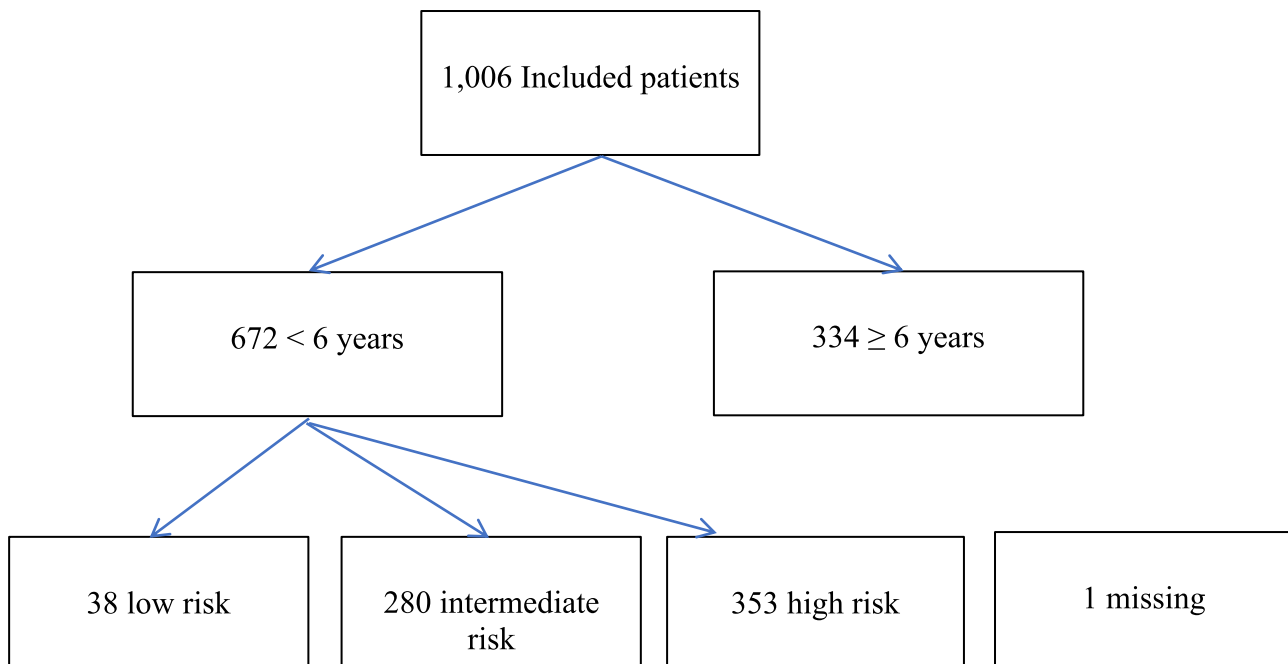 1,006 Included patients
672 < 6 years
334 ≥ 6 years
38 low risk
280 intermediate
risk
353 high risk
1 missing